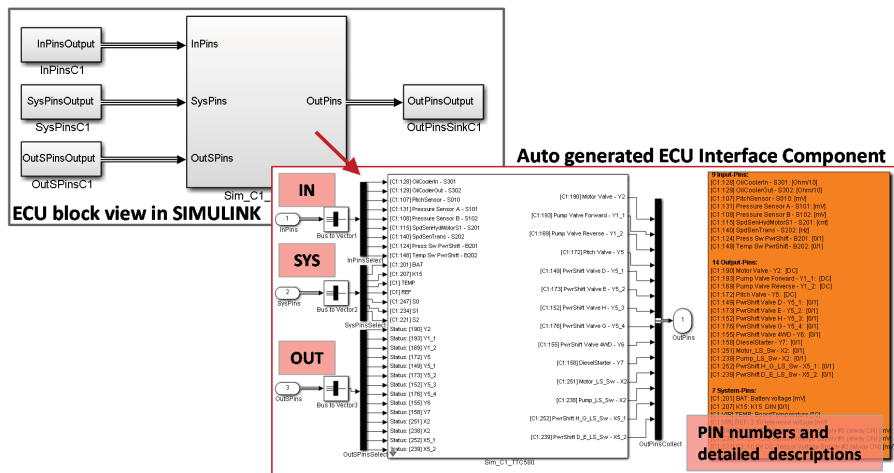 InPinsOutput
InPinsC1
SysPinsOutput
SysPinsC1
OutSPinsOutput
OutSPinsC1
InPins
SysPins
OutSPins
OutPins
OutPinsOutput
OutPinsSinkC1
Sim_C1_
ECU block view in SIMULINK
Auto generated ECU Interface Component
IN
1
InPins
Bus to Vector1
InPinsSelect
SYS
2
SysPins
Bus to Vector2
SysPinsSelect
OUT
3
OutSPins
Bus to Vector3
OutSPinsSelect
[C1:128] OilCoolerIn - S301
[C1:129] OilCoolerOut - S302
[C1:107] PitchSensor - S010
[C1:131] Pressure Sensor A - S101
[C1:108] Pressure Sensor B - S102
[C1:115] SpdSenHydMotorS1 - S201
[C1:140] SpdSenTrans - S202
[C1:124] Press Sw PwrShift - B201
[C1:148] Temp Sw PwrShift - B202
[C1:201] BAT
[C1:207] K15
[C1] TEMP
[C1] REF
[C1:247] S0
[C1:234] S1
[C1:221] S2
Status: [190] Y2
Status: [193] Y1_1
Status: [169] Y1_2
Status: [172] Y5
Status: [149] Y5_1
Status: [173] Y5_2
Status: [152] Y5_3
Status: [176] Y5_4
Status: [155] Y6
Status: [158] Y7
Status: [251] X2
Status: [238] X2
Status: [252] X5_1
Status: [239] X5_2
[C1:190] Motor Valve - Y2
[C1:193] Pump Valve Forward - Y1_1
[C1:169] Pump Valve Reverse - Y1_2
[C1:172] Pitch Valve - Y5
[C1:149] PwrShift Valve D - Y5_1
[C1:173] PwrShift Valve E - Y5_2
[C1:152] PwrShift Valve H - Y5_3
[C1:176] PwrShift Valve G - Y5_4
[C1:155] PwrShift Valve 4WD - Y6
[C1:158] DieselStarter - Y7
[C1:251] Motor_LS_Sw - X2
[C1:238] Pump_LS_Sw - X2
[C1:252] PwrShift H_G_LS_Sw - X5_1
[C1:239] PwrShift D_E_LS_Sw - X5_2
Sim_C1_TTC580
OutPinsCollect
1
OutPins
9 Input-Pins:
[C1:128] OilCoolerIn - S301: [Ohm/10]
[C1:129] OilCoolerOut - S302: [Ohm/10]
[C1:107] PitchSensor - S010: [mV]
[C1:131] Pressure Sensor A - S101: [mV]
[C1:108] Pressure Sensor B - S102: [mV]
[C1:115] SpdSenHydMotorS1 - S201: [cnt]
[C1:140] SpdSenTrans - S202: [Hz]
[C1:124] Press Sw PwrShift - B201: [0/1]
[C1:148] Temp Sw PwrShift - B202: [0/1]
14 Output-Pins:
[C1:190] Motor Valve - Y2: [DC]
[C1:193] Pump Valve Forward - Y1_1: [DC]
[C1:169] Pump Valve Reverse - Y1_2: [DC]
[C1:172] Pitch Valve - Y5: [DC]
[C1:149] PwrShift Valve D - Y5_1: [0/1]
[C1:173] PwrShift Valve E - Y5_2: [0/1]
[C1:152] PwrShift Valve H - Y5_3: [0/1]
[C1:176] PwrShift Valve G - Y5_4: [0/1]
[C1:155] PwrShift Valve 4WD - Y6: [0/1]
[C1:158] DieselStarter - Y7: [0/1]
[C1:251] Motor_LS_Sw - X2: [0/1]
[C1:238] Pump_LS_Sw - X2: [0/1]
[C1:252] PwrShift H_G_LS_Sw - X5_1: [0/1]
[C1:239] PwrShift D_E_LS_Sw - X5_2: [0/1]
7 System-Pins:
[C1:201] BAT: Battery voltage [mV]
[C1:207] K15: K15 DIN [0/1]
PIN numbers and
detailed descriptions